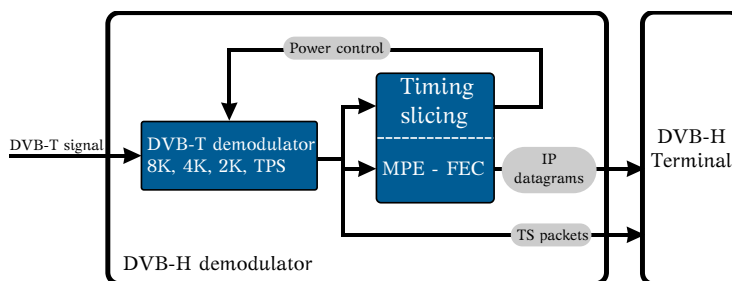 Power control
Timing
slicing
DVB-T signal
DVB-T demodulator
8K, 4K, 2K, TPS
MPE - FEC
IP
datagrams
DVB-H
Terminal
TS packets
DVB-H demodulator